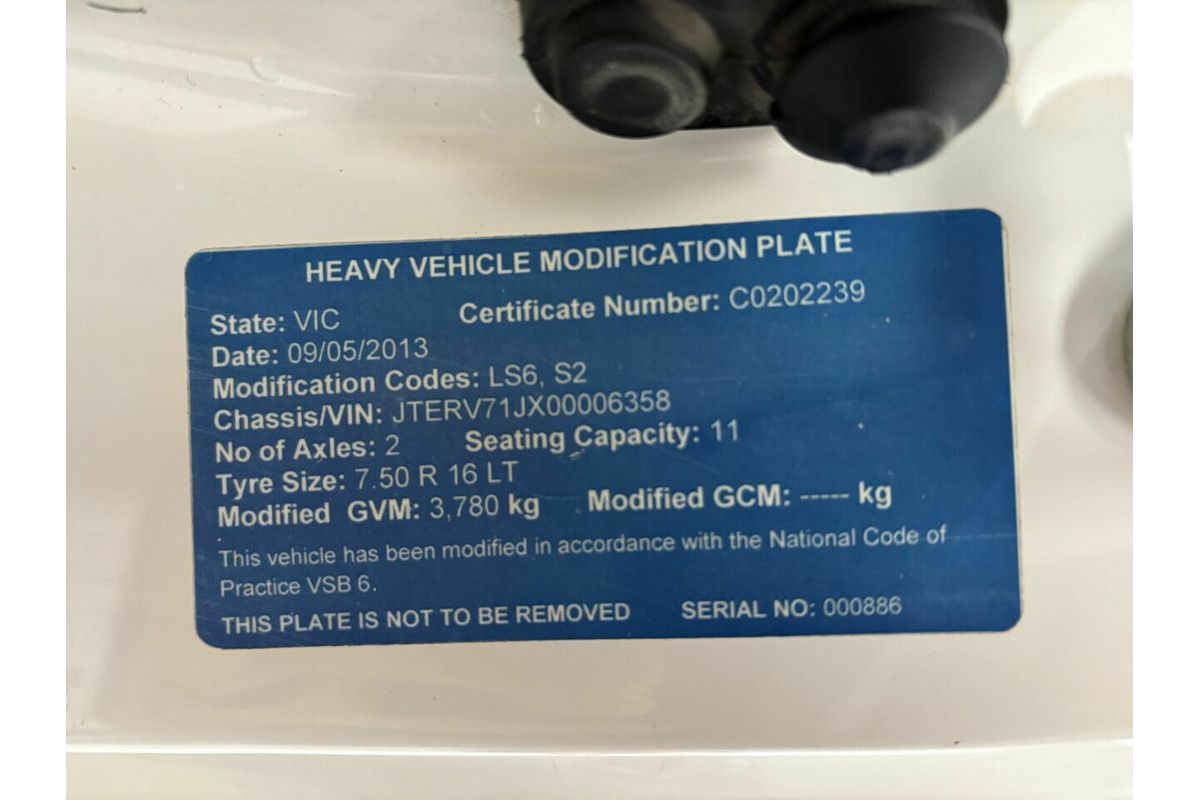 HEAVY VEHICLE MODIFICATION PLATE
State: VIC Certificate Number: C0202239
Date: 09/05/2013
Modification Codes: LS6, S2
Chassis/VIN: JTERV71JX00006358
No of Axles: 2 Seating Capacity: 11
Tyre Size: 7.50 R 16 LT
Modified GVM: 3,780 kg Modified GCM: ----- kg
This vehicle has been modified in accordance with the National Code of
Practice VSB 6.
THIS PLATE IS NOT TO BE REMOVED SERIAL NO: 000886